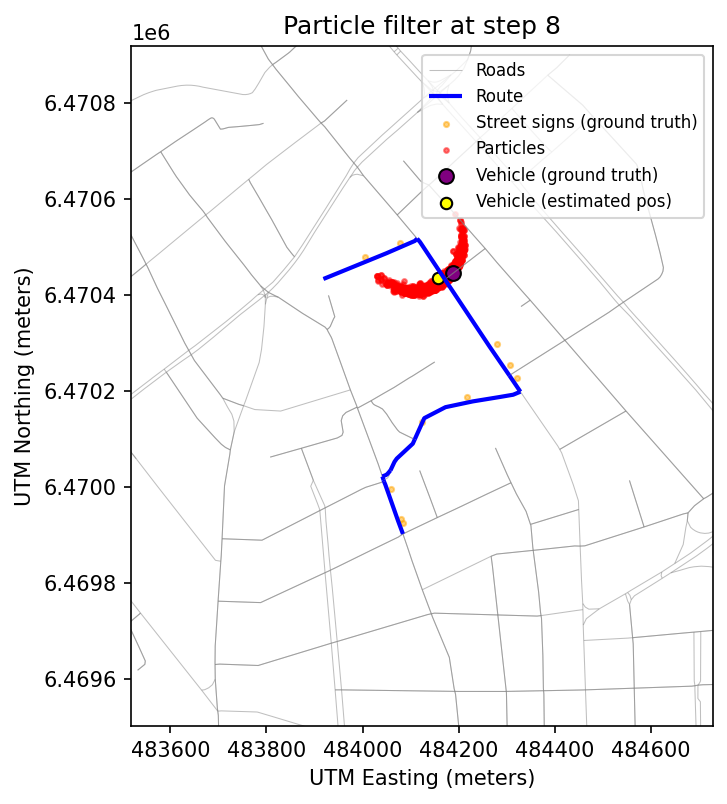 Particle filter at step 8
1e6
Roads
Route
Street signs (ground truth)
Particles
Vehicle (ground truth)
Vehicle (estimated pos)
6.4708
6.4706
6.4704
6.4702
6.4700
6.4698
6.4696
UTM Northing (meters)
483600 483800 484000 484200 484400 484600
UTM Easting (meters)